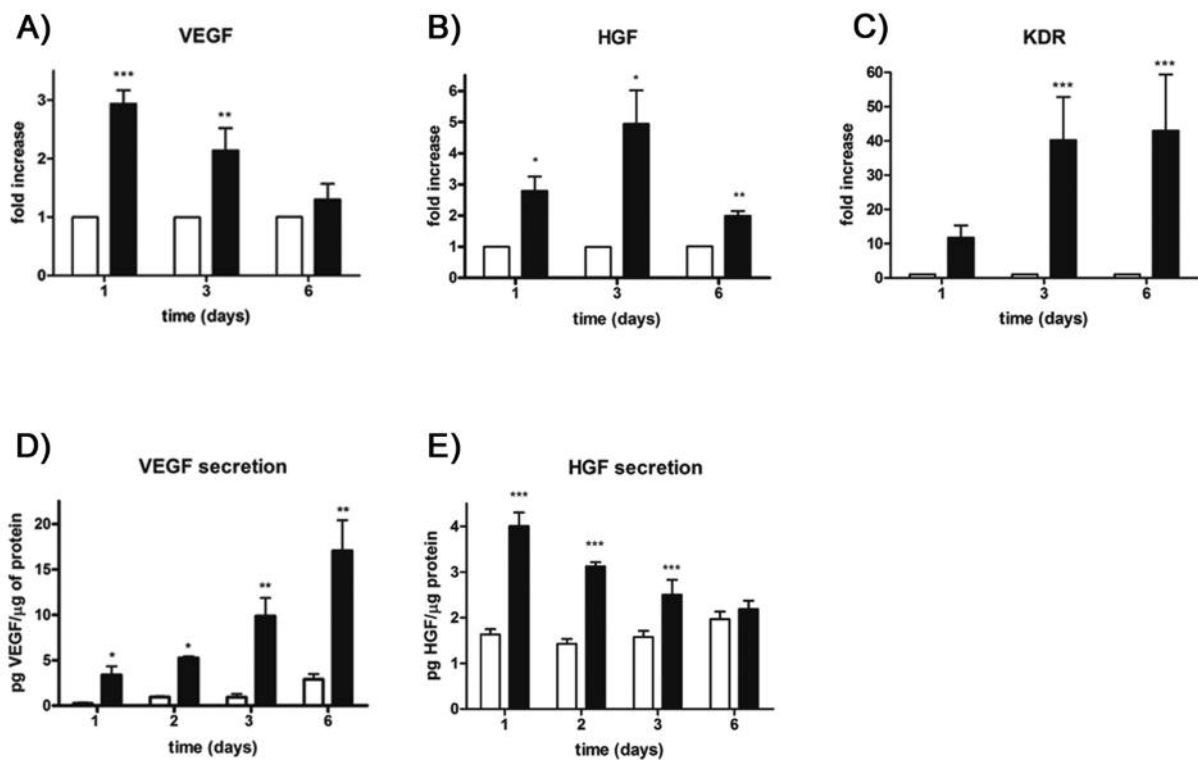 A)
VEGF
fold increase
3
2
1
0
***
**
1 3 6
time (days)
B)
HGF
fold increase
6
5
4
3
2
1
0
*
*
**
1 3 6
time (days)
C)
KDR
fold increase
60
50
40
30
20
10
0
***
***
1 3 6
time (days)
D)
VEGF secretion
pg VEGF/µg of protein
20
15
10
5
0
*
*
**
**
1 2 3 6
time (days)
E)
HGF secretion
pg HGF/µg protein
4
3
2
1
***
***
***
1 2 3 6
time (days)